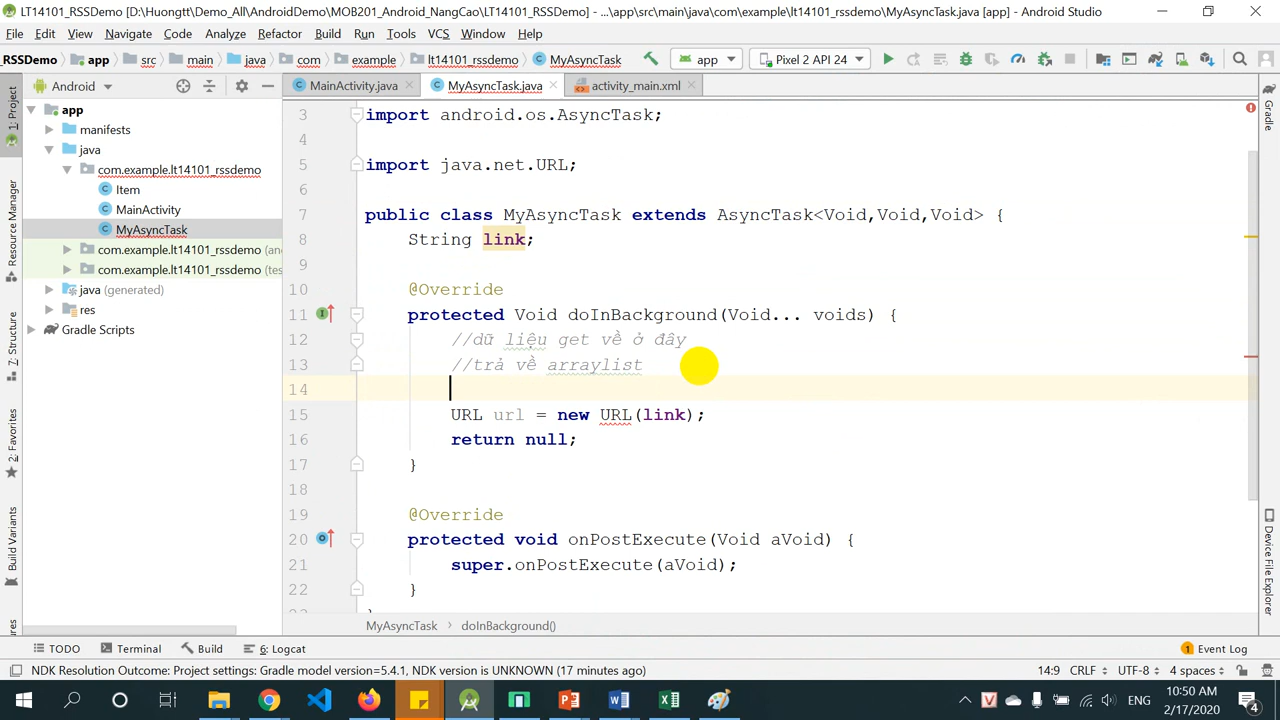 LT14101_RSSDemo [D:\Huongtt\Demo_All\AndroidDemo\MOB201_Android_NangCao\LT14101_RSSDemo] - ...\app\src\main\java\com\example\lt14101_rssdemo\MyAsyncTask.java [app] - Android Studio
File Edit View Navigate Code Analyze Refactor Build Run Tools VCS Window Help
_RSSDemo app src main java com example lt14101_rssdemo MyAsyncTask app Pixel 2 API 24
Android MainActivity.java MyAsyncTask.java activity_main.xml
1: Project
Resource Manager
7: Structure
2: Favorites
Build Variants
app
manifests
java
com.example.lt14101_rssdemo
Item
MainActivity
MyAsyncTask
com.example.lt14101_rssdemo (an
com.example.lt14101_rssdemo (tes
java (generated)
res
Gradle Scripts
3 import android.os.AsyncTask;
4
5 import java.net.URL;
6
7 public class MyAsyncTask extends AsyncTask<Void,Void,Void> {
8 String link;
9
10 @Override
11 protected Void doInBackground(Void... voids) {
12 //dữ liệu get về ở đây
13 //trả về arraylist
14
15 URL url = new URL(link);
16 return null;
17 }
18
19 @Override
20 protected void onPostExecute(Void aVoid) {
21 super.onPostExecute(aVoid);
22 }
MyAsyncTask doInBackground()
Gradle
Device File Explorer
TODO Terminal Build 6: Logcat 1 Event Log
NDK Resolution Outcome: Project settings: Gradle model version=5.4.1, NDK version is UNKNOWN (17 minutes ago) 14:9 CRLF UTF-8 4 spaces
ENG 10:50 AM
2/17/2020 4